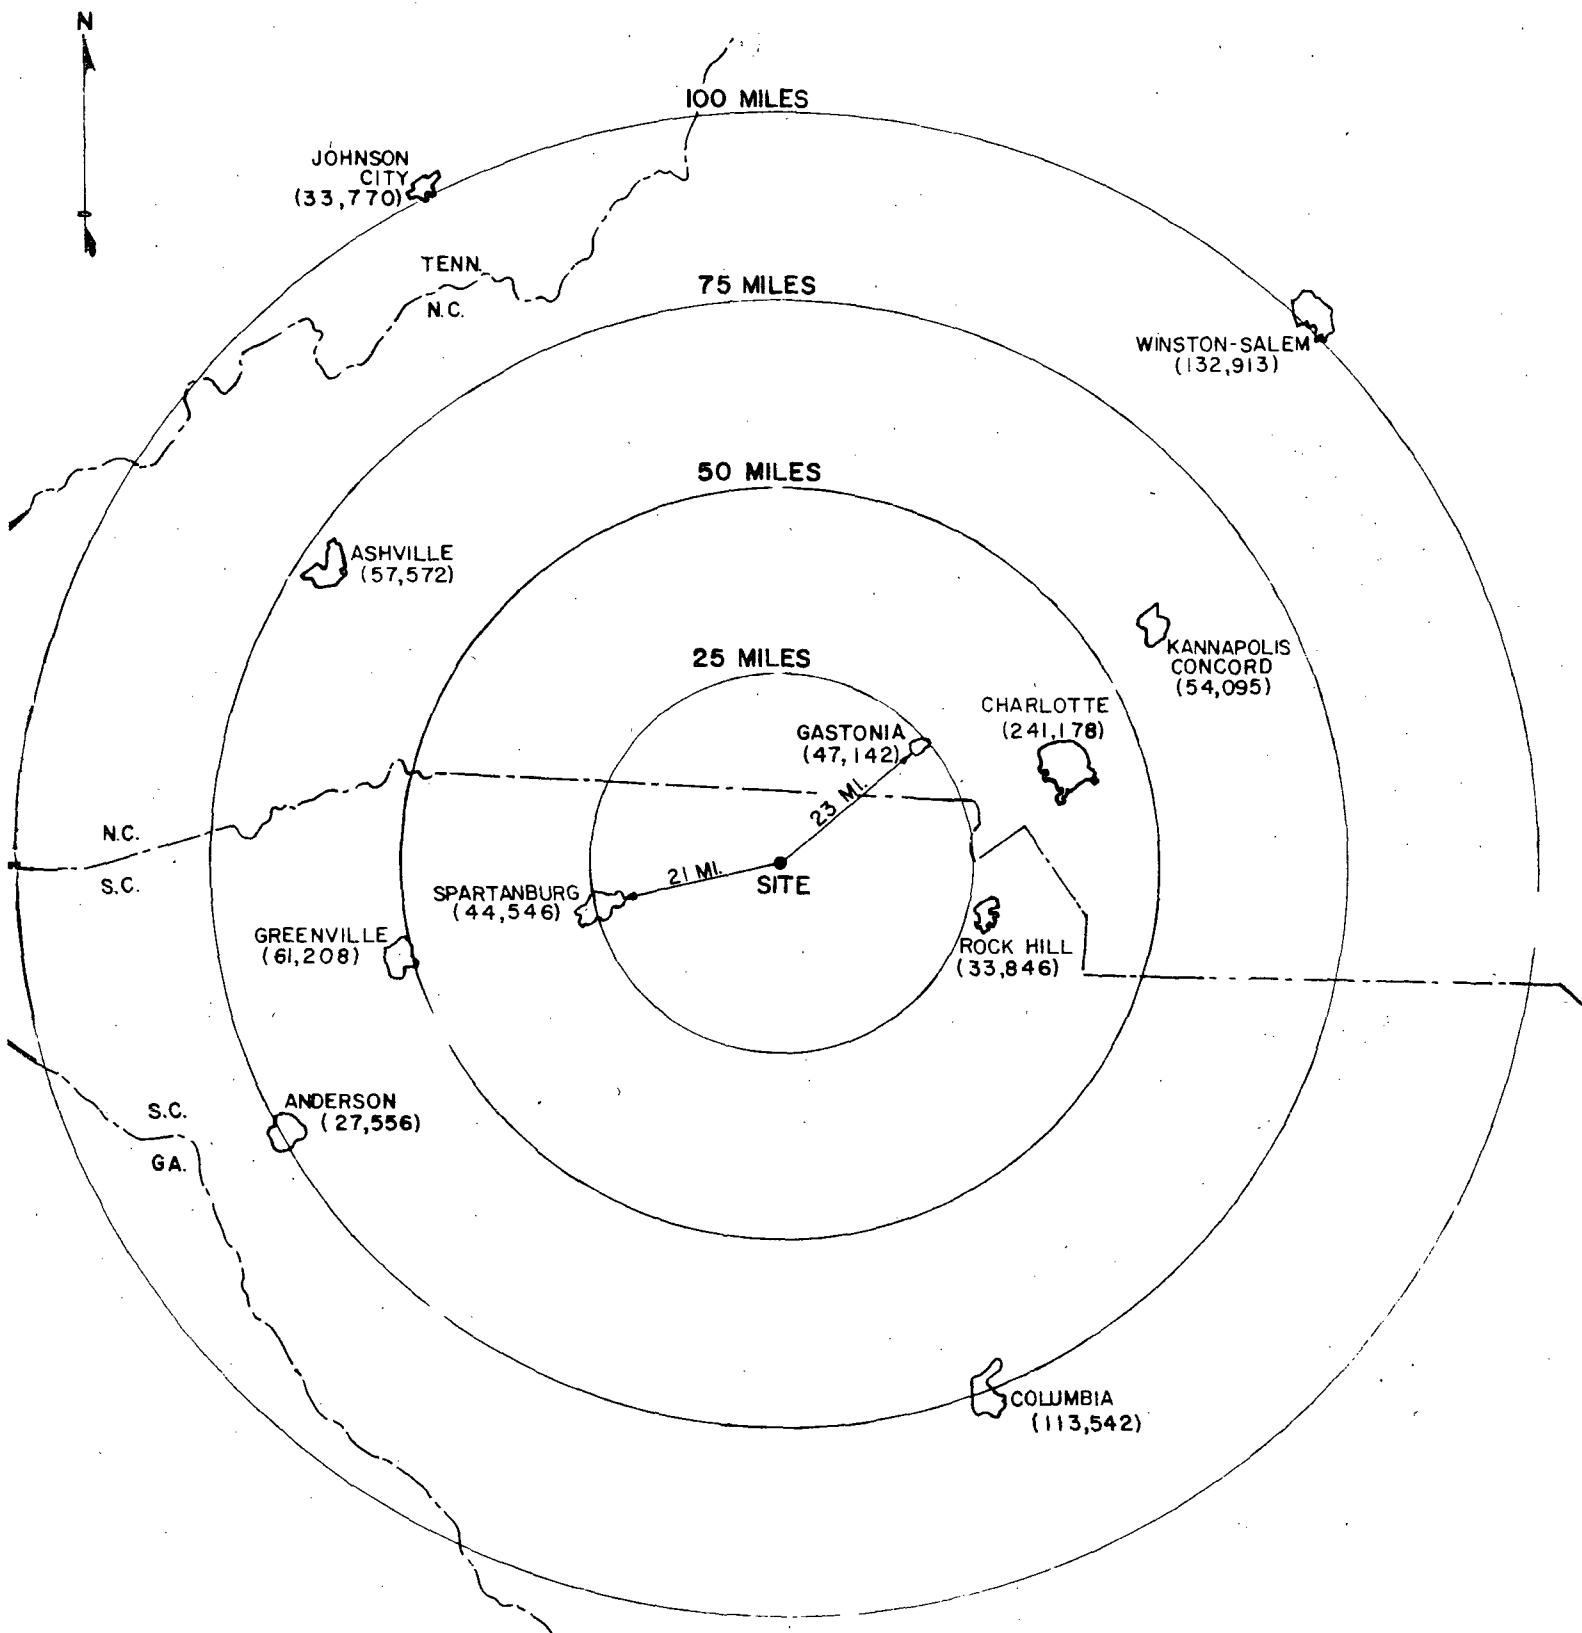 N
100 MILES
JOHNSON
CITY
(33,770)
TENN.
N.C.
75 MILES
WINSTON-SALEM
(132,913)
50 MILES
ASHVILLE
(57,572)
25 MILES
KANNAPOLIS
CONCORD
(54,095)
CHARLOTTE
(241,178)
GASTONIA
(47,142)
23 MI.
N.C.
S.C.
21 MI.
SITE
SPARTANBURG
(44,546)
GREENVILLE
(61,208)
ROCK HILL
(33,846)
ANDERSON
(27,556)
S.C.
GA.
COLUMBIA
(113,542)